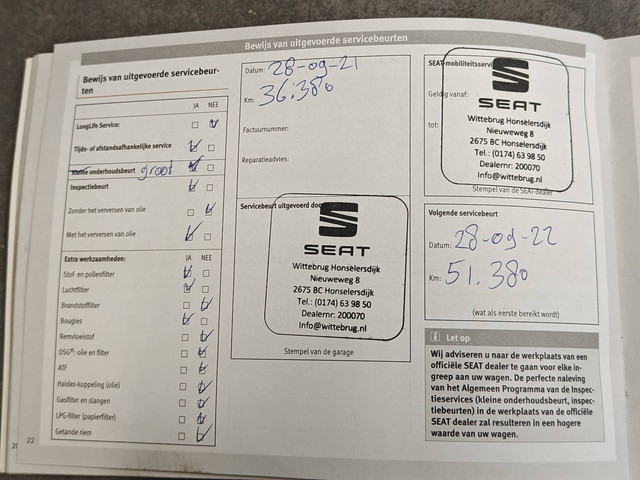 Bewijs van uitgevoerde servicebeurten
Bewijs van uitgevoerde servicebeur-
ten
JA NEE
LongLife Service:
Tijds- of afstandsafhankelijke service
Kleine onderhoudsbeurt groot
Inspectiebeurt
Zonder het verversen van olie
Met het verversen van olie
Extra werkzaamheden: JA NEE
Stof- en pollenfilter
Luchtfilter
Brandstoffilter
Bougies
Remvloeistof
DSG®: olie en filter
ATF
Haldex-koppeling (olie)
Gasfilter en slangen
LPG-filter (papierfilter)
Getande riem
22
Datum: 28-09-21
Km: 36.380
Factuurnummer:
Reparatieadvies:
Servicebeurt uitgevoerd door
SEAT
Wittebrug Honselersdijk
Nieuweweg 8
2675 BC Honselersdijk
Tel.: (0174) 63 98 50
Dealernr: 200070
Info@wittebrug.nl
Stempel van de garage
SEAT-mobiliteitsservi
Geldig vanaf:
tot:
SEAT
Wittebrug Honselersdijk
Nieuweweg 8
2675 BC Honselersdijk
Tel.: (0174) 63 98 50
Dealernr: 200070
Info@wittebrug.nl
Stempel van de SEAT-dealer
Volgende servicebeurt
Datum: 28-09-22
Km: 51.380
(wat als eerste bereikt wordt)
Let op
Wij adviseren u naar de werkplaats van een
officiële SEAT dealer te gaan voor elke in-
greep aan uw wagen. De perfecte naleving
van het Algemeen Programma van de Inspec-
tieservices (kleine onderhoudsbeurt, inspec-
tiebeurten) in de werkplaats van de officiële
SEAT dealer zal resulteren in een hogere
waarde van uw wagen.